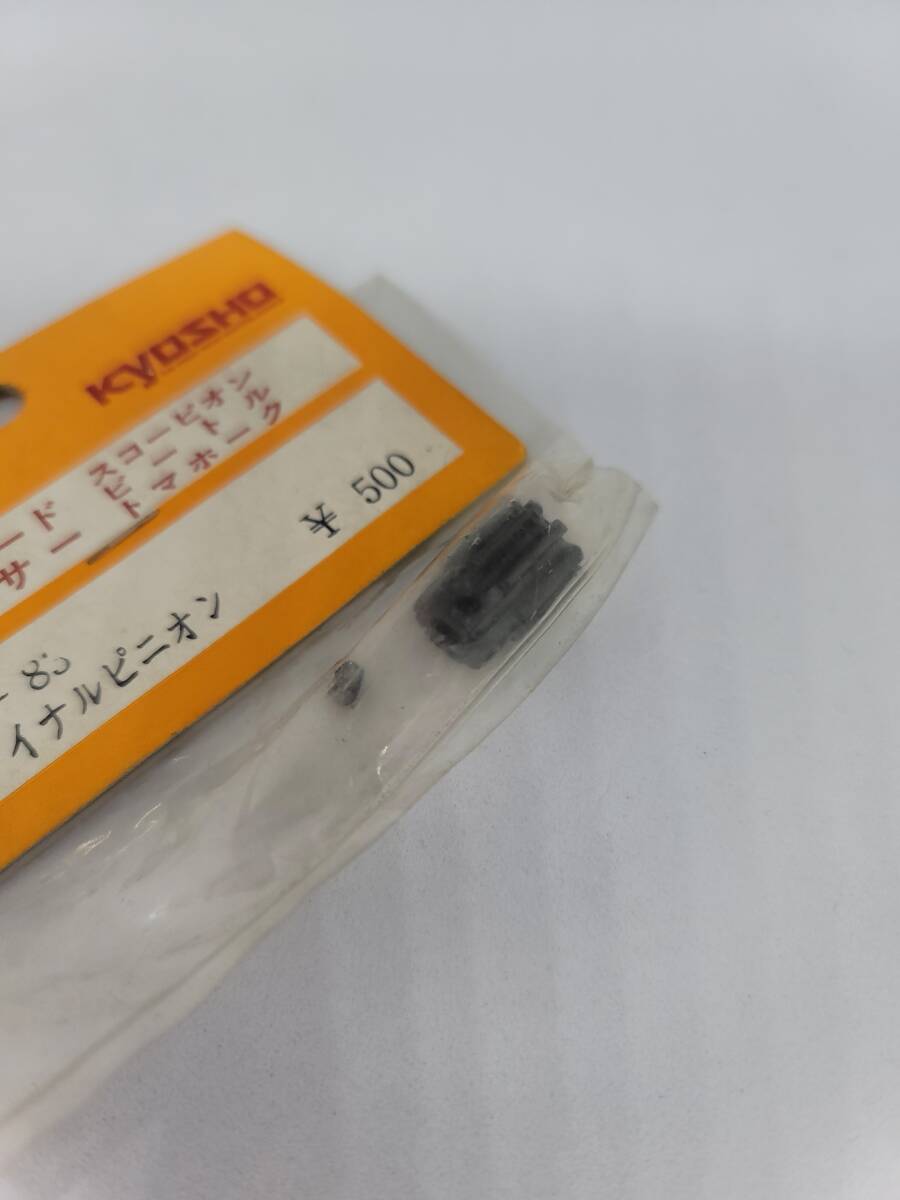 KYOSHO
ード スコーピオン
ビートル
サー トマホーク
¥ 500
イナルピニオン